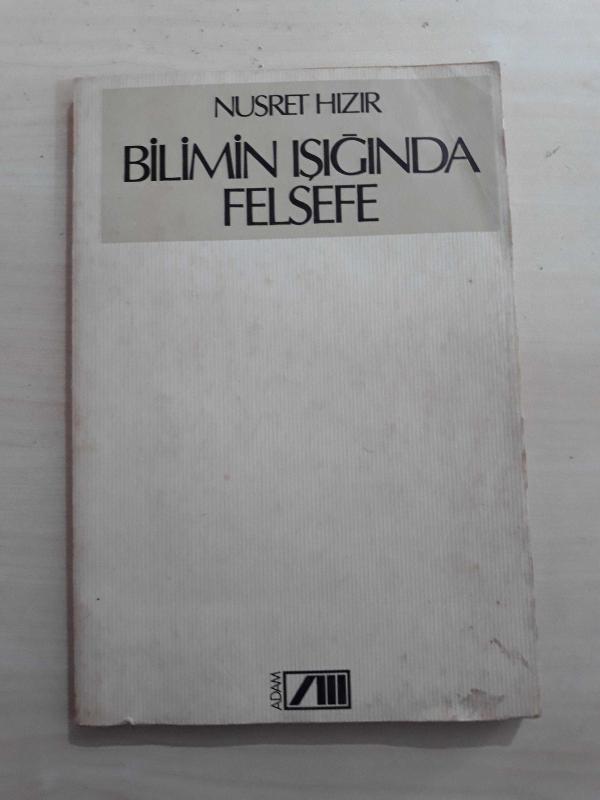 NUSRET HIZIR
BİLİMİN IŞIĞINDA
FELSEFE
ADAM